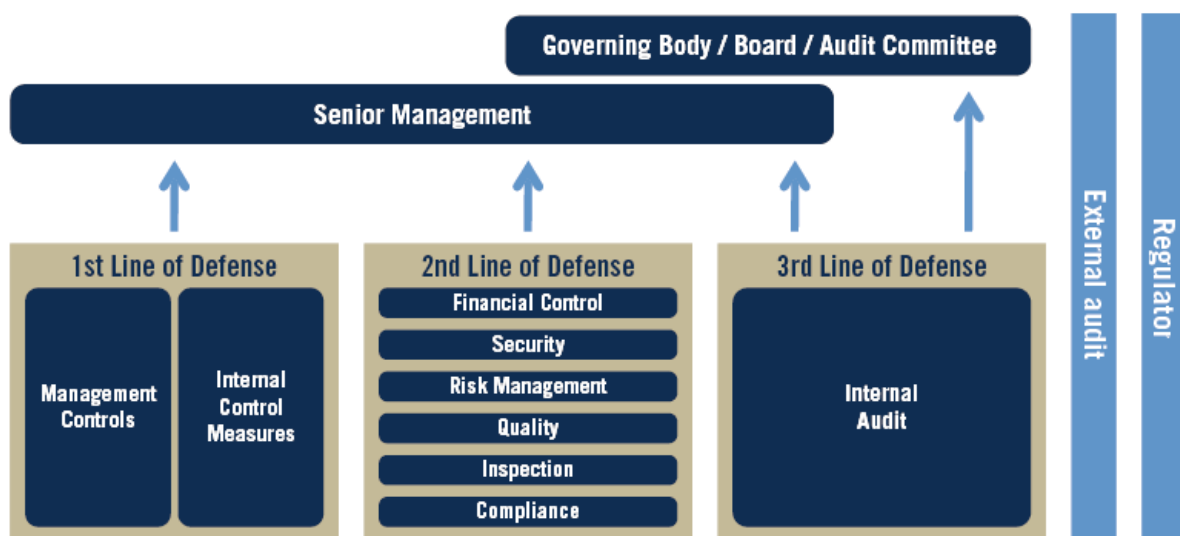 Governing Body / Board / Audit Committee
Senior Management
1st Line of Defense
Management
Controls
Internal
Control
Measures
2nd Line of Defense
Financial Control
Security
Risk Management
Quality
Inspection
Compliance
3rd Line of Defense
Internal
Audit
External audit
Regulator